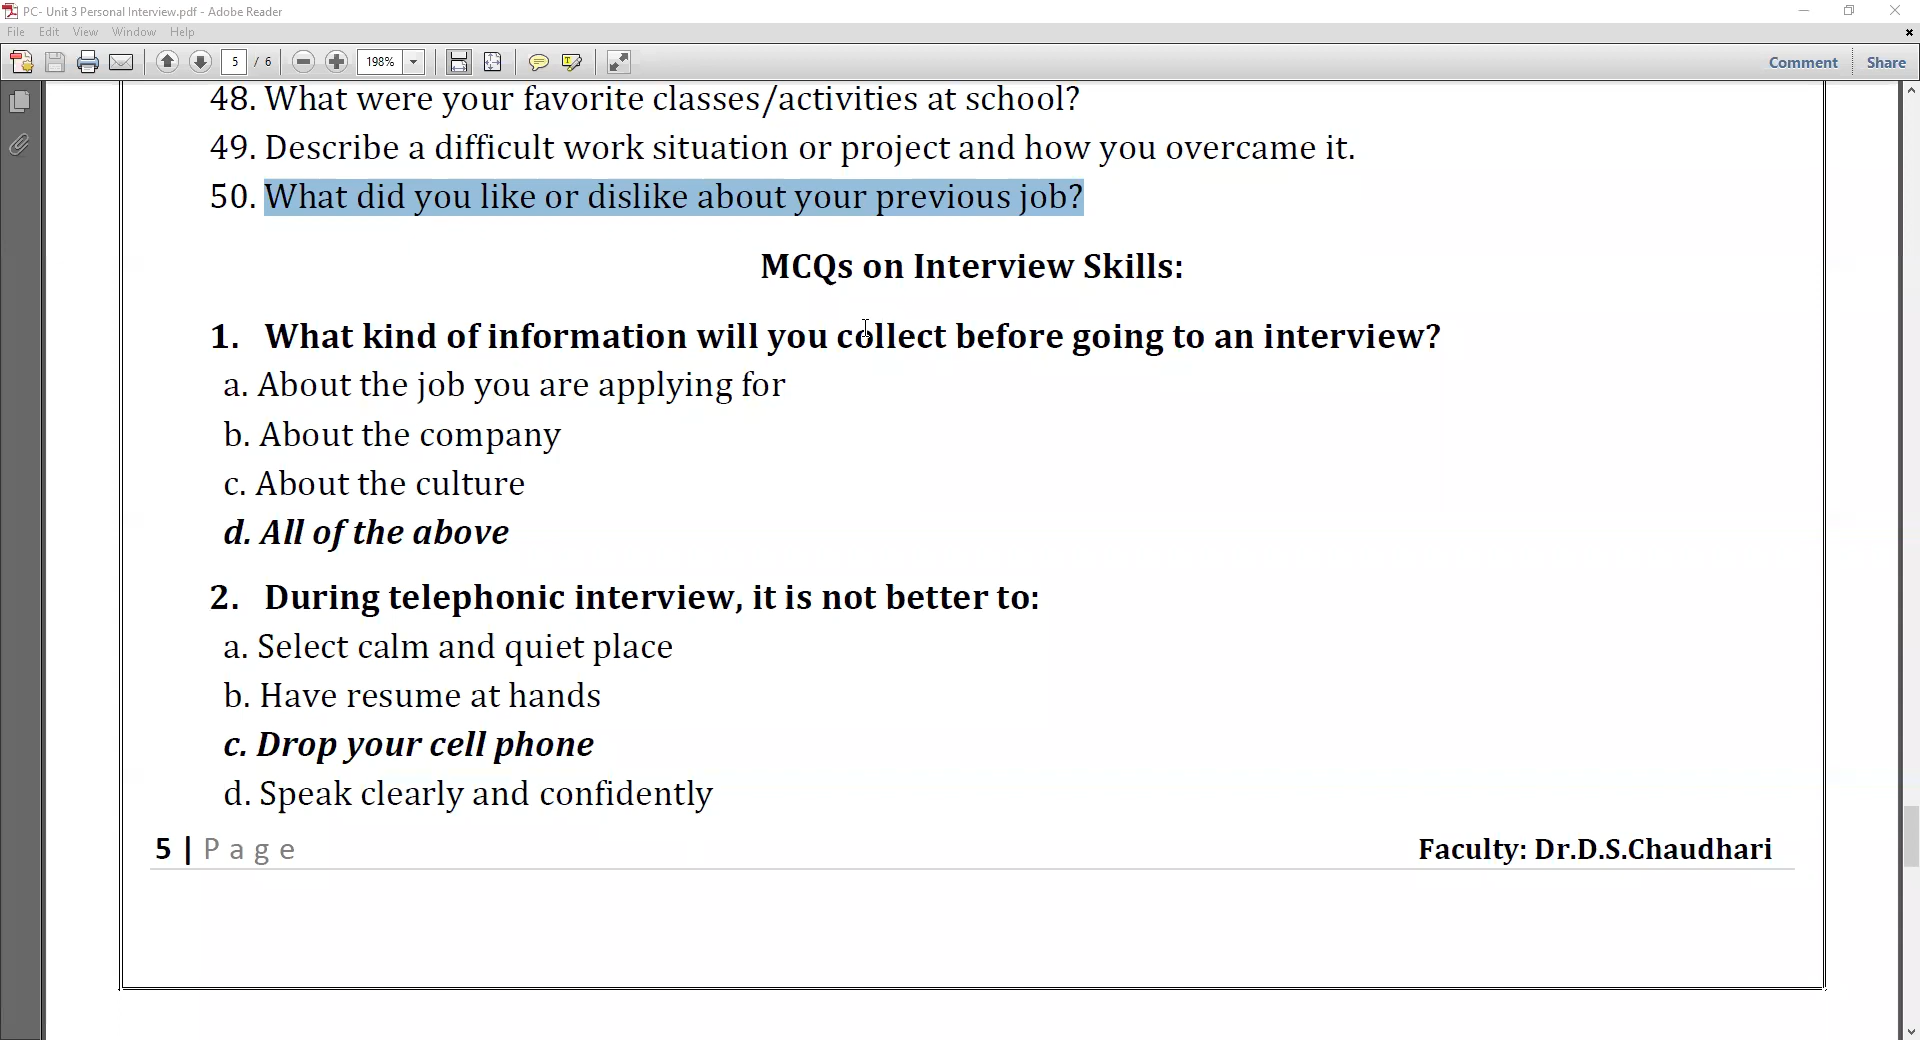 PC- Unit 3 Personal Interview.pdf - Adobe Reader
File Edit View Window Help
5 / 6 198% Comment Share
48. What were your favorite classes/activities at school?
49. Describe a difficult work situation or project and how you overcame it.
50. What did you like or dislike about your previous job?
MCQs on Interview Skills:
1. What kind of information will you collect before going to an interview?
a. About the job you are applying for
b. About the company
c. About the culture
d. All of the above
2. During telephonic interview, it is not better to:
a. Select calm and quiet place
b. Have resume at hands
c. Drop your cell phone
d. Speak clearly and confidently
5 | P a g e Faculty: Dr.D.S.Chaudhari